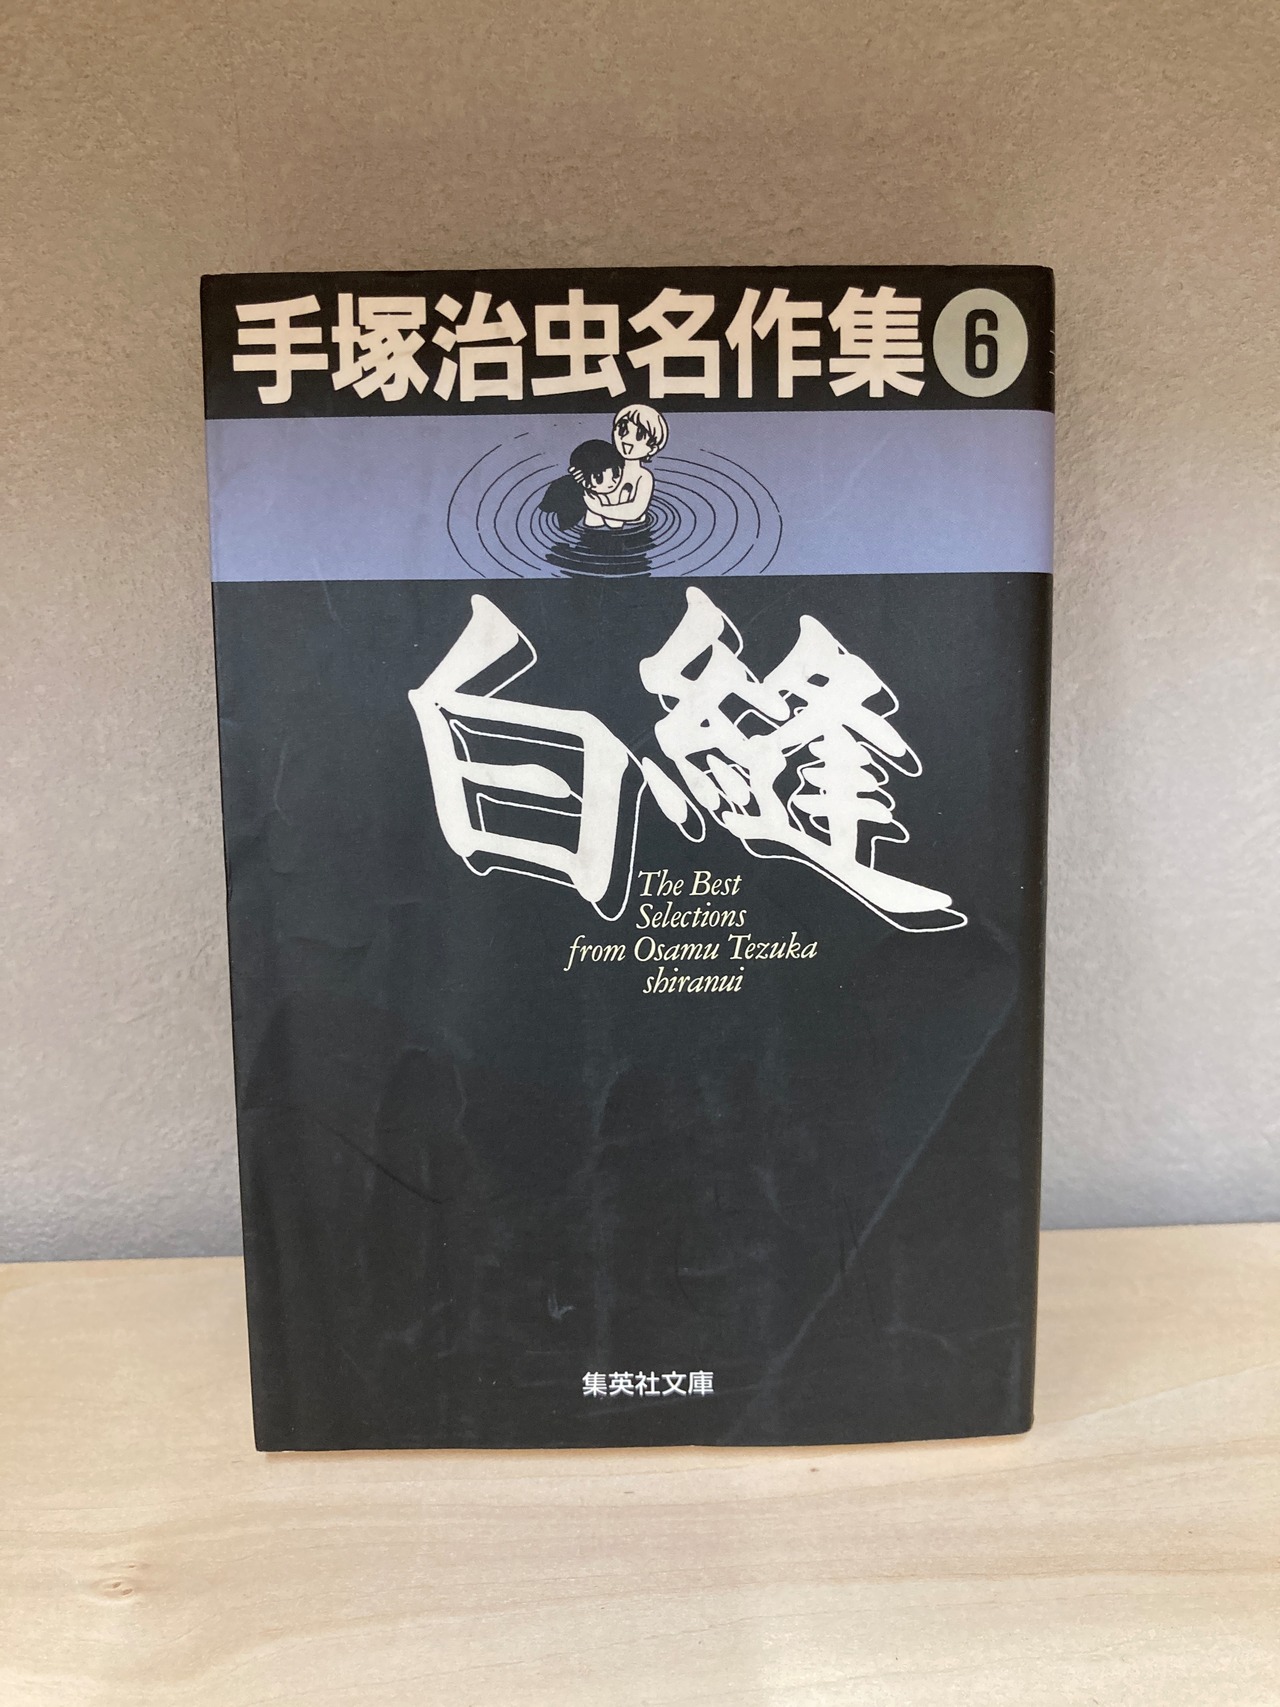 手塚治虫名作集6
白縫
The Best
Selections
from Osamu Tezuka
shiranui
集英社文庫